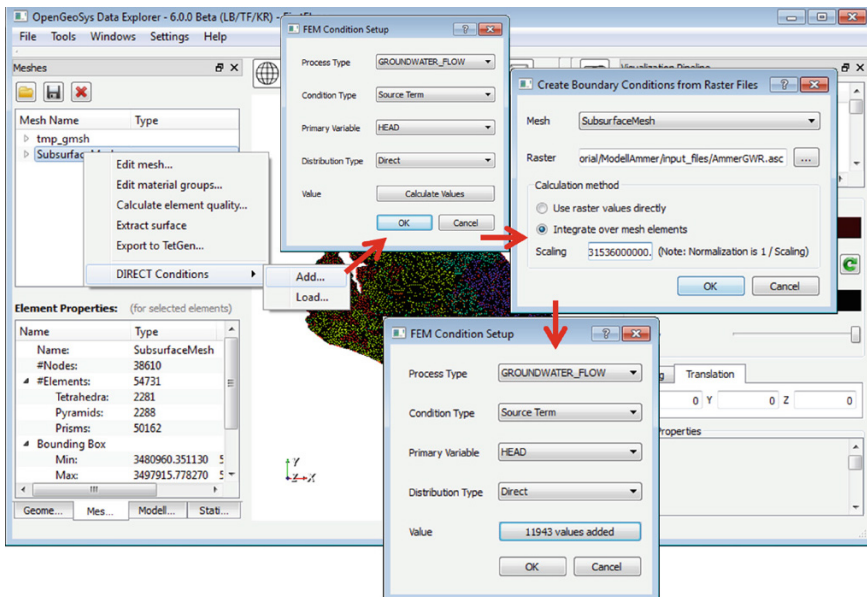 OpenGeoSys Data Explorer - 6.0.0 Beta (LB/TF/KR) -
File Tools Windows Settings Help
Meshes
Mesh Name Type
tmp_gmsh
Edit mesh...
Edit material groups...
Calculate element quality...
Extract surface
Export to TetGen...
DIRECT Conditions
Add...
Load...
Element Properties: (for selected elements)
Name Type
Name: SubsurfaceMesh
#Nodes: 38610
#Elements: 54731
Tetrahedra: 2281
Pyramids: 2288
Prisms: 50162
Bounding Box
Min: 3480960.351130 5
Max: 3497915.778270 5
Geome... Mes... Modell... Stati...
FEM Condition Setup
Process Type GROUNDWATER_FLOW
Condition Type Source Term
Primary Variable HEAD
Distribution Type Direct
Value Calculate Values
OK Cancel
Create Boundary Conditions from Raster Files
Mesh SubsurfaceMesh
Raster orial/ModellAmmer/input_files/AmmerGWR.asc ...
Calculation method
Use raster values directly
Integrate over mesh elements
Scaling 31536000000. (Note: Normalization is 1 / Scaling)
OK Cancel
FEM Condition Setup
Process Type GROUNDWATER_FLOW
Condition Type Source Term
Primary Variable HEAD
Distribution Type Direct
Value 11943 values added
OK Cancel
Translation
0 Y 0 Z 0
Y
Z X